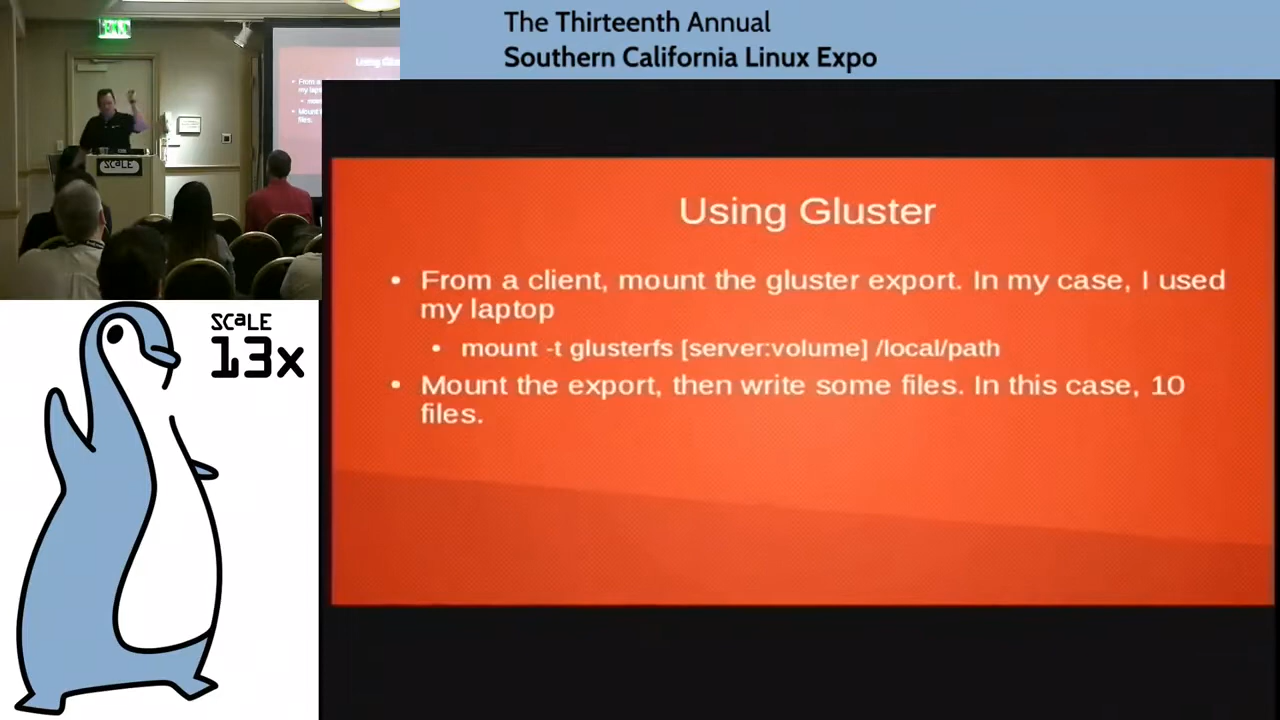 EXIT
The Thirteenth Annual
Southern California Linux Expo
SCaLE
SCaLE
13x
Using Gluster
• From a client, mount the gluster export. In my case, I used
my laptop
• mount -t glusterfs [server:volume] /local/path
• Mount the export, then write some files. In this case, 10
files.